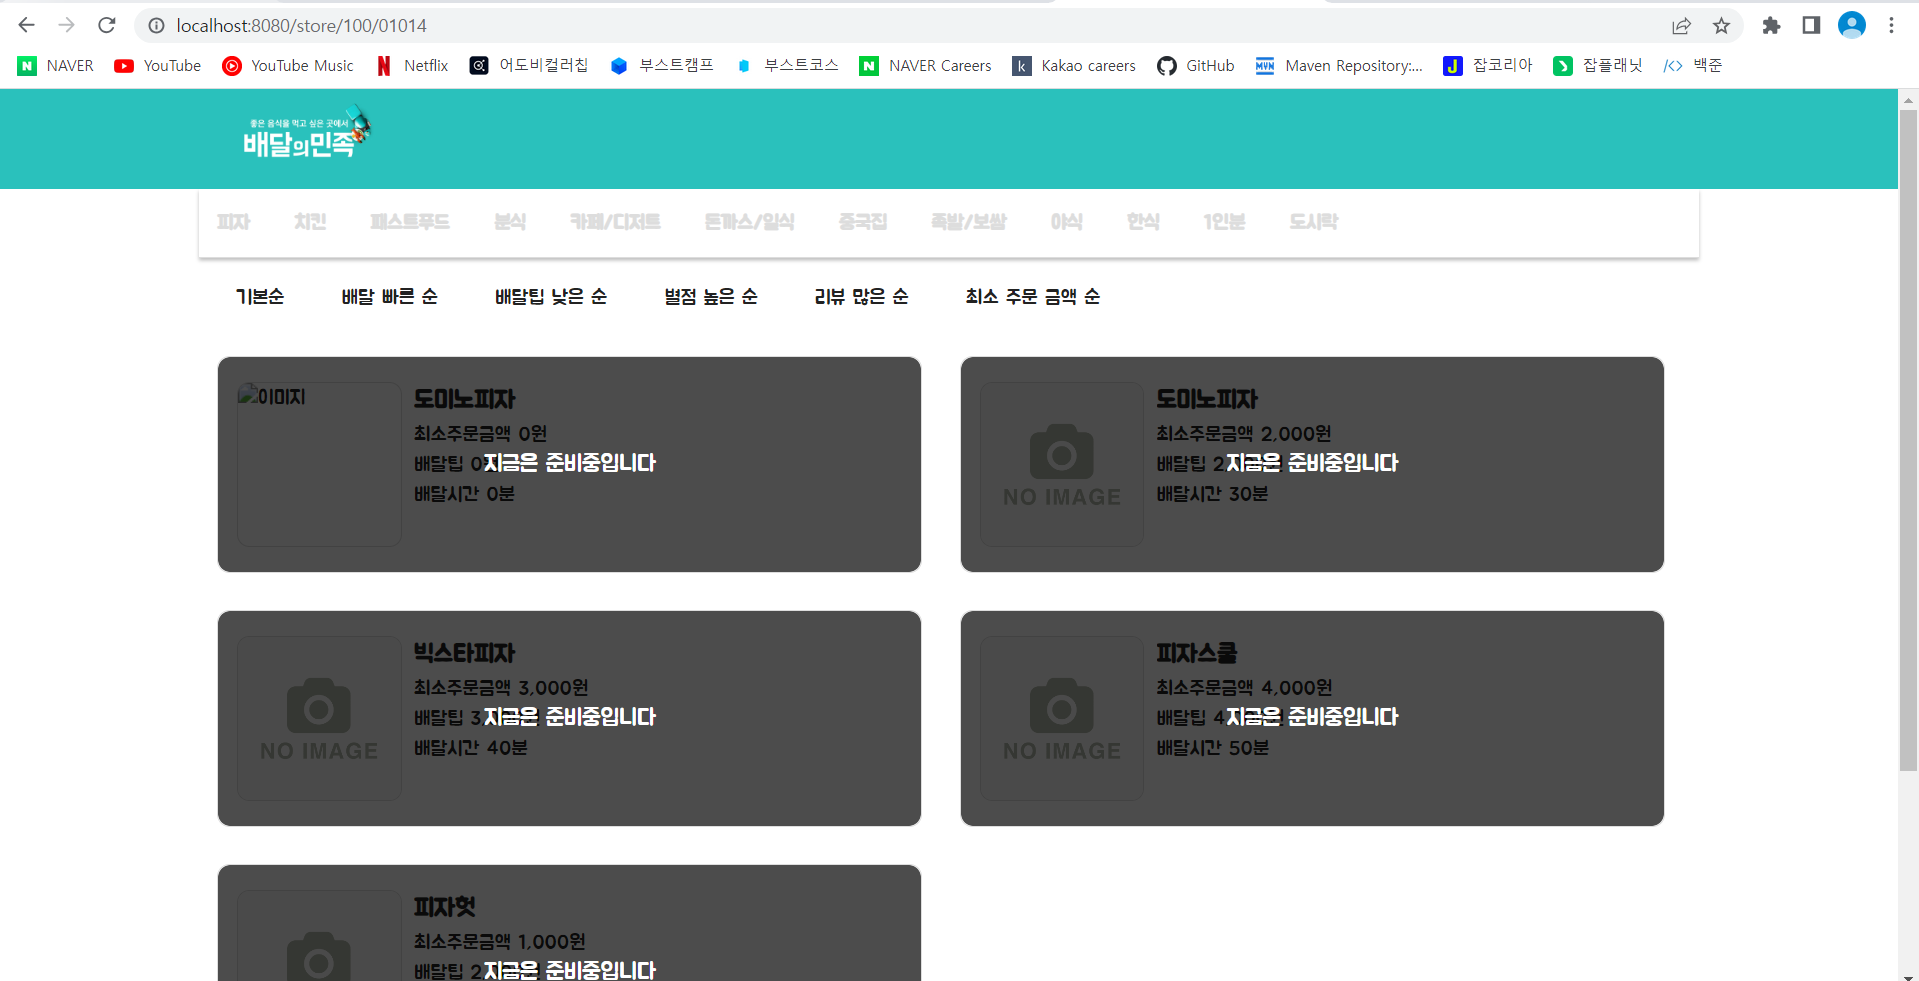 localhost:8080/store/100/01014
NAVER YouTube YouTube Music Netflix 어도비컬러칩 부스트캠프 부스트코스 NAVER Careers Kakao careers GitHub Maven Repository:... 잡코리아 잡플래닛 백준
좋은 음식을 먹고 싶은 곳에서
배달의민족
피자 치킨 패스트푸드 분식 카페/디저트 돈까스/일식 중국집 족발/보쌈 야식 한식 1인분 도시락
기본순 배달 빠른 순 배달팁 낮은 순 별점 높은 순 리뷰 많은 순 최소 주문 금액 순
이미지
도미노피자
최소주문금액 0원
배달팁 0
지금은 준비중입니다
배달시간 0분
NO IMAGE
도미노피자
최소주문금액 2,000원
배달팁 2
지금은 준비중입니다
배달시간 30분
NO IMAGE
빅스타피자
최소주문금액 3,000원
배달팁 3
지금은 준비중입니다
배달시간 40분
NO IMAGE
피자스쿨
최소주문금액 4,000원
배달팁 4
지금은 준비중입니다
배달시간 50분
피자헛
최소주문금액 1,000원
배달팁 2
지금은 준비중입니다